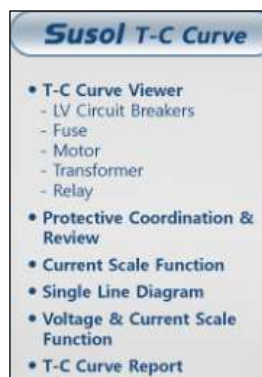 Susol T-C Curve
• T-C Curve Viewer
- LV Circuit Breakers
- Fuse
- Motor
- Transformer
- Relay
• Protective Coordination &
Review
• Current Scale Function
• Single Line Diagram
• Voltage & Current Scale
Function
• T-C Curve Report